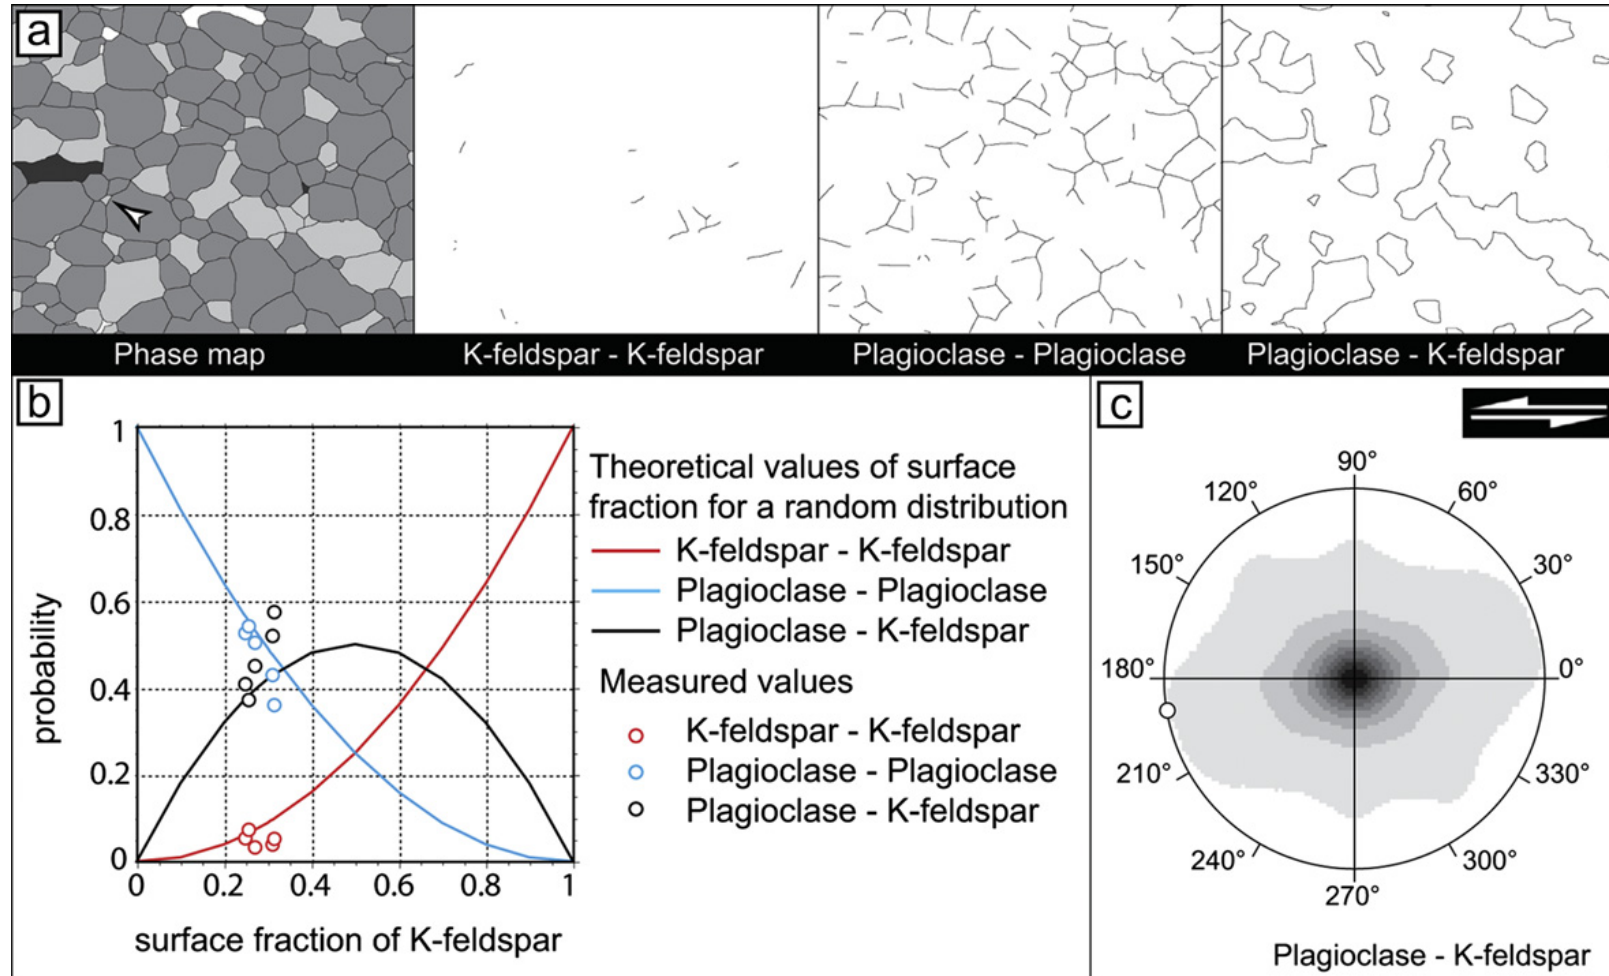 a
Phase map
K-feldspar - K-feldspar
Plagioclase - Plagioclase
Plagioclase - K-feldspar
b
1
0.8
0.6
0.4
0.2
0
0 0.2 0.4 0.6 0.8 1
probability
surface fraction of K-feldspar
Theoretical values of surface
fraction for a random distribution
K-feldspar - K-feldspar
Plagioclase - Plagioclase
Plagioclase - K-feldspar
Measured values
K-feldspar - K-feldspar
Plagioclase - Plagioclase
Plagioclase - K-feldspar
c
90°
120° 60°
150° 30°
180° 0°
210° 330°
240° 300°
270°
Plagioclase - K-feldspar